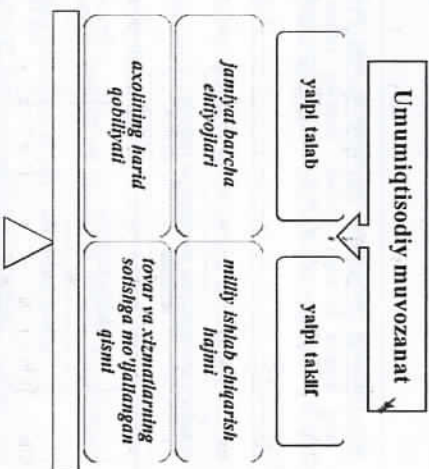 Umumiqtisodiy muvozanat
yalpi talab
yalpi taklif
jamiyat barcha
ehtiyojlari
milliy ishlab chiqarish
hajmi
axolining harid
qobiliyati
tovar va xizmatlarning
sotishga mo'ljallangan
qismi